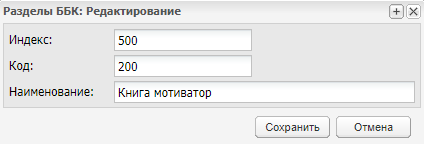 Разделы ББК: Редактирование
Индекс: 500
Код: 200
Наименование: Книга мотиватор
Сохранить Отмена